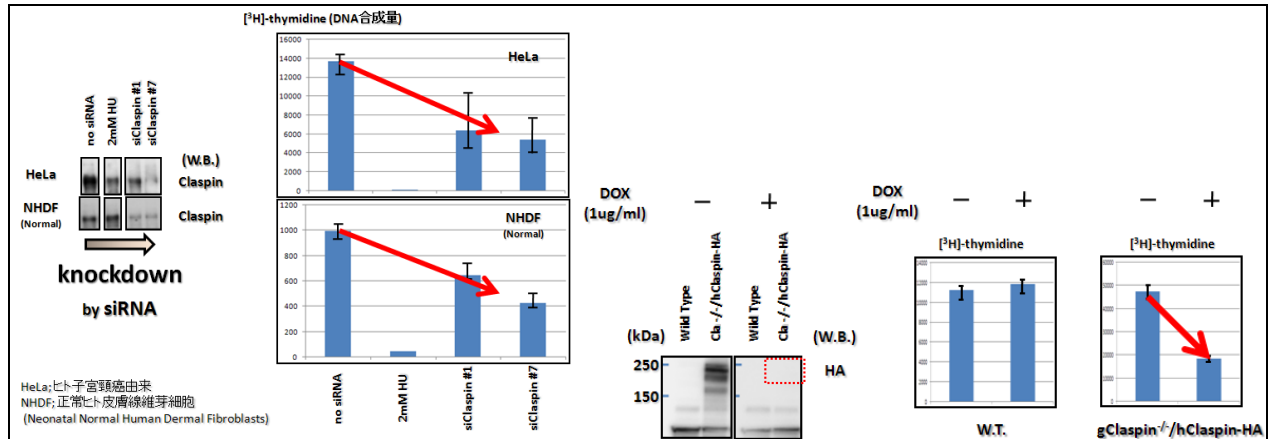 [³H]-thymidine (DNA合成量)
HeLa
16000
14000
12000
10000
8000
6000
4000
2000
0
no siRNA
2mM HU
siClaspin #1
siClaspin #7
(W.B.)
HeLa
Claspin
NHDF
(Normal)
Claspin
knockdown
by siRNA
NHDF
(Normal)
1200
1000
800
600
400
200
0
no siRNA
2mM HU
siClaspin #1
siClaspin #7
HeLa;ヒト子宮頸癌由来
NHDF;正常ヒト皮膚線維芽細胞
(Neonatal Normal Human Dermal Fibroblasts)
DOX
(1ug/ml)
− +
Wild Type
Cla -/-/hClaspin-HA
Wild Type
Cla -/-/hClaspin-HA
(kDa)
(W.B.)
250
HA
150
DOX
(1ug/ml)
− + − +
[³H]-thymidine
[³H]-thymidine
W.T.
gClaspin⁻/⁻/hClaspin-HA